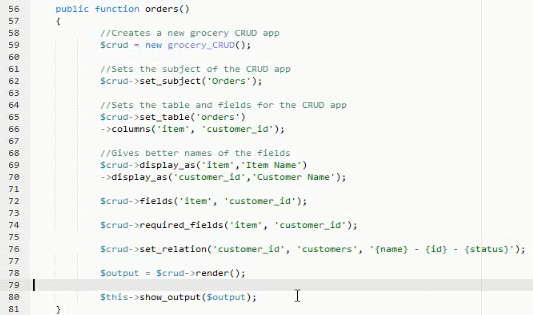 56 public function orders()
57 {
58 //Creates a new grocery CRUD app
59 $crud = new grocery_CRUD();
60
61 //Sets the subject of the CRUD app
62 $crud->set_subject('Orders');
63
64 //Sets the table and fields for the CRUD app
65 $crud->set_table('orders')
66 ->columns('item', 'customer_id');
67
68 //Gives better names of the fields
69 $crud->display_as('item','Item Name')
70 ->display_as('customer_id','Customer Name');
71
72 $crud->fields('item', 'customer_id');
73
74 $crud->required_fields('item', 'customer_id');
75
76 $crud->set_relation('customer_id', 'customers', '{name} - {id} - {status}');
77
78 $output = $crud->render();
79
80 $this->show_output($output);
81 }